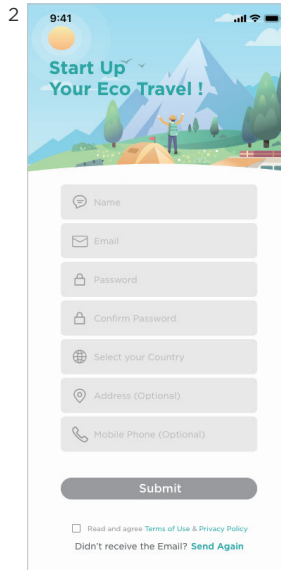 2
9:41
Start Up
Your Eco Travel !
Name
Email
Password
Confirm Password
Select your Country
Address (Optional)
Mobile Phone (Optional)
Submit
Read and agree Terms of Use & Privacy Policy
Didn't receive the Email? Send Again